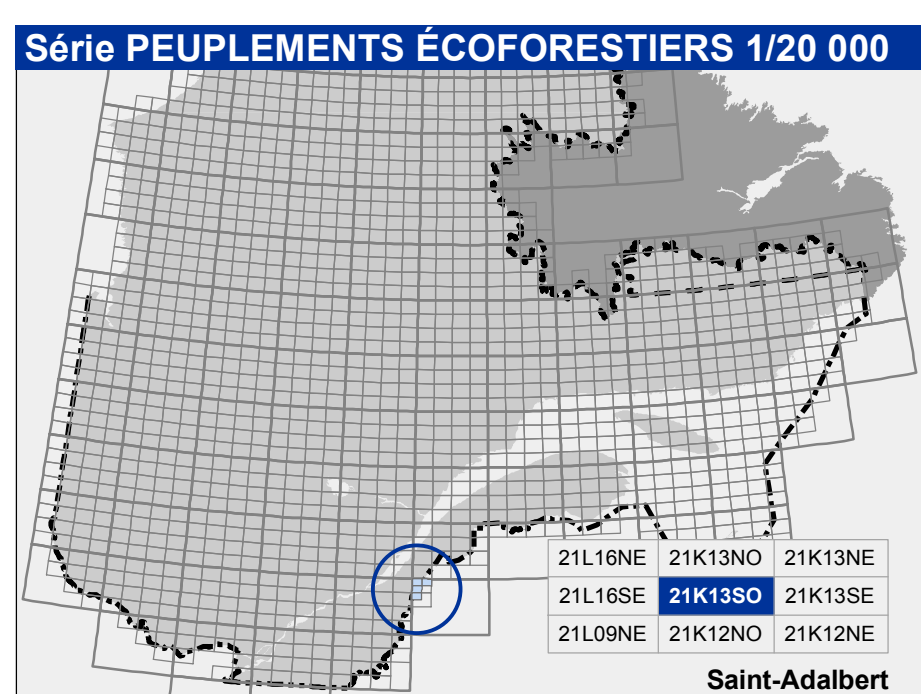 Série PEUPLEMENTS ÉCOFORESTIERS 1/20 000
21L16NE 21K13NO 21K13NE
21L16SE 21K13SO 21K13SE
21L09NE 21K12NO 21K12NE
Saint-Adalbert